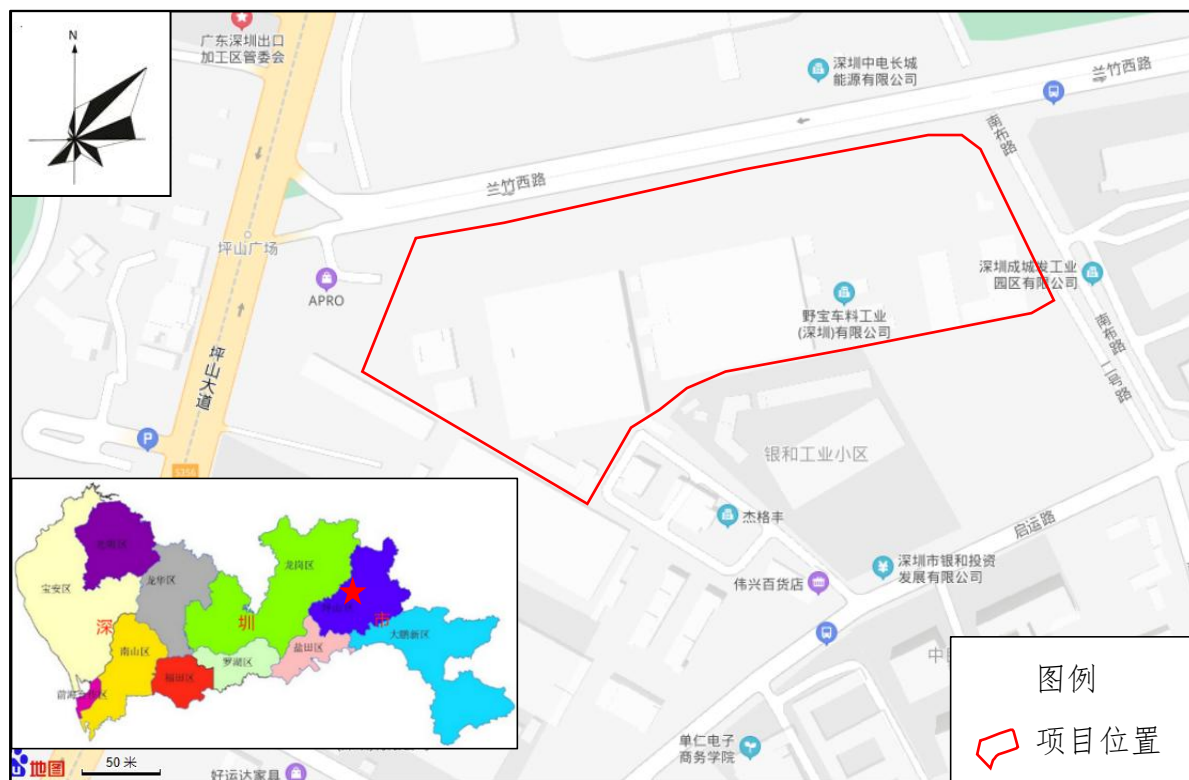 N
广东深圳出口
加工区管委会
深圳中电长城
能源有限公司
兰竹西路
南布路
兰竹西路
坪山广场
APRO
深圳成城发工业
园区有限公司
野宝车料工业
(深圳)有限公司
坪山大道
南布路
二号路
P
S356
银和工业小区
杰格丰
启运路
深圳市银和投资
发展有限公司
伟兴百货店
光明区
宝安区
龙华区
龙岗区
坪山区
深
圳
市
南山区
罗湖区
盐田区
大鹏新区
福田区
单仁电子
商务学院
地图
50 米
好运达家具
图例
项目位置